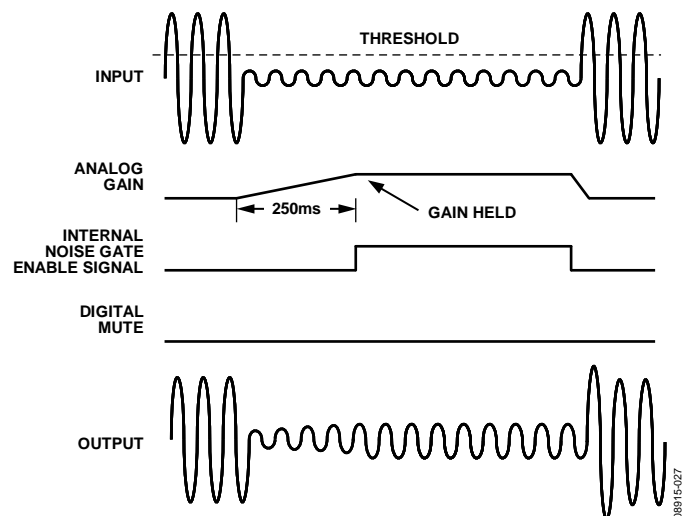 THRESHOLD
INPUT
ANALOG
GAIN
250ms
GAIN HELD
INTERNAL
NOISE GATE
ENABLE SIGNAL
DIGITAL
MUTE
OUTPUT
08915-027